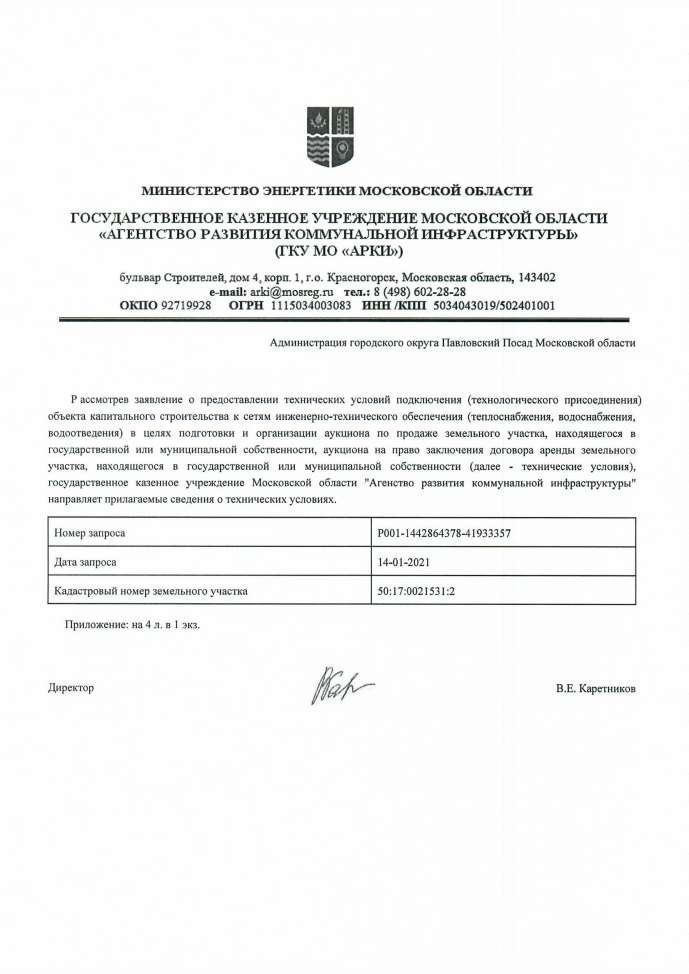 МИНИСТЕРСТВО ЭНЕРГЕТИКИ МОСКОВСКОЙ ОБЛАСТИ
ГОСУДАРСТВЕННОЕ КАЗЕННОЕ УЧРЕЖДЕНИЕ МОСКОВСКОЙ ОБЛАСТИ
«АГЕНТСТВО РАЗВИТИЯ КОММУНАЛЬНОЙ ИНФРАСТРУКТУРЫ»
(ГКУ МО «АРКИ»)
бульвар Строителей, дом 4, корп. 1, г.о. Красногорск, Московская область, 143402
e-mail: arki@mosreg.ru тел.: 8 (498) 602-28-28
ОКПО 92719928 ОГРН 1115034003083 ИНН /КПП 5034043019/502401001
Администрация городского округа Павловский Посад Московской области
Р ассмотрев заявление о предоставлении технических условий подключения (технологического присоединения)
объекта капитального строительства к сетям инженерно-технического обеспечения (теплоснабжения, водоснабжения,
водоотведения) в целях подготовки и организации аукциона по продаже земельного участка, находящегося в
государственной или муниципальной собственности, аукциона на право заключения договора аренды земельного
участка, находящегося в государственной или муниципальной собственности (далее - технические условия),
государственное казенное учреждение Московской области "Агенство развития коммунальной инфраструктуры"
направляет прилагаемые сведения о технических условиях.
Номер запроса P001-1442864378-41933357
Дата запроса 14-01-2021
Кадастровый номер земельного участка 50:17:0021531:2
Приложение: на 4 л. в 1 экз.
Директор В.Е. Каретников